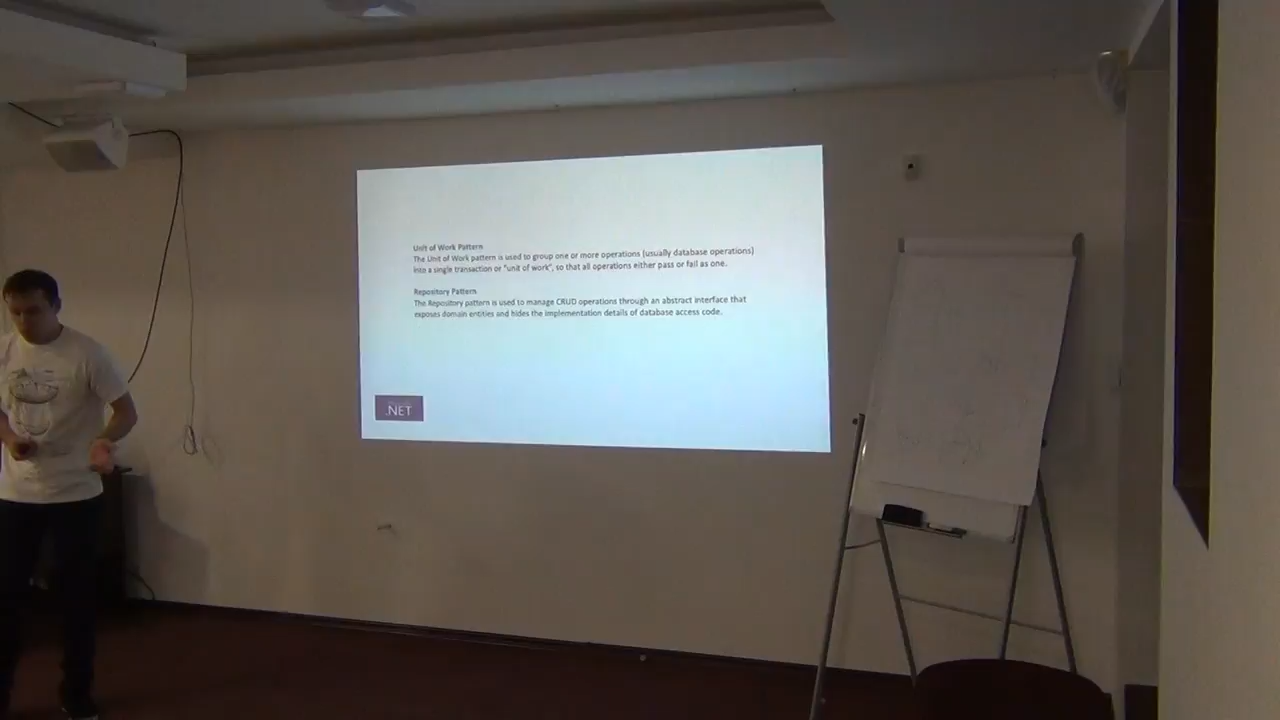 Unit of Work Pattern
The Unit of Work pattern is used to group one or more operations (usually database operations)
into a single transaction or "unit of work", so that all operations either pass or fail as one.
Repository Pattern
The Repository pattern is used to manage CRUD operations through an abstract interface that
exposes domain entities and hides the implementation details of database access code.
.NET